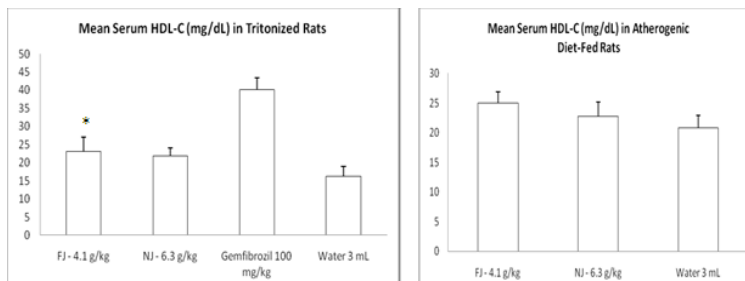 Mean Serum HDL-C (mg/dL) in Tritonized Rats
50
45
40
35
30
25
20
15
10
5
0
*
FJ - 4.1 g/kg
NJ - 6.3 g/kg
Gemfibrozil 100
mg/kg
Water 3 mL
Mean Serum HDL-C (mg/dL) in Atherogenic
Diet-Fed Rats
30
25
20
15
10
5
0
FJ - 4.1 g/kg
NJ - 6.3 g/kg
Water 3 mL